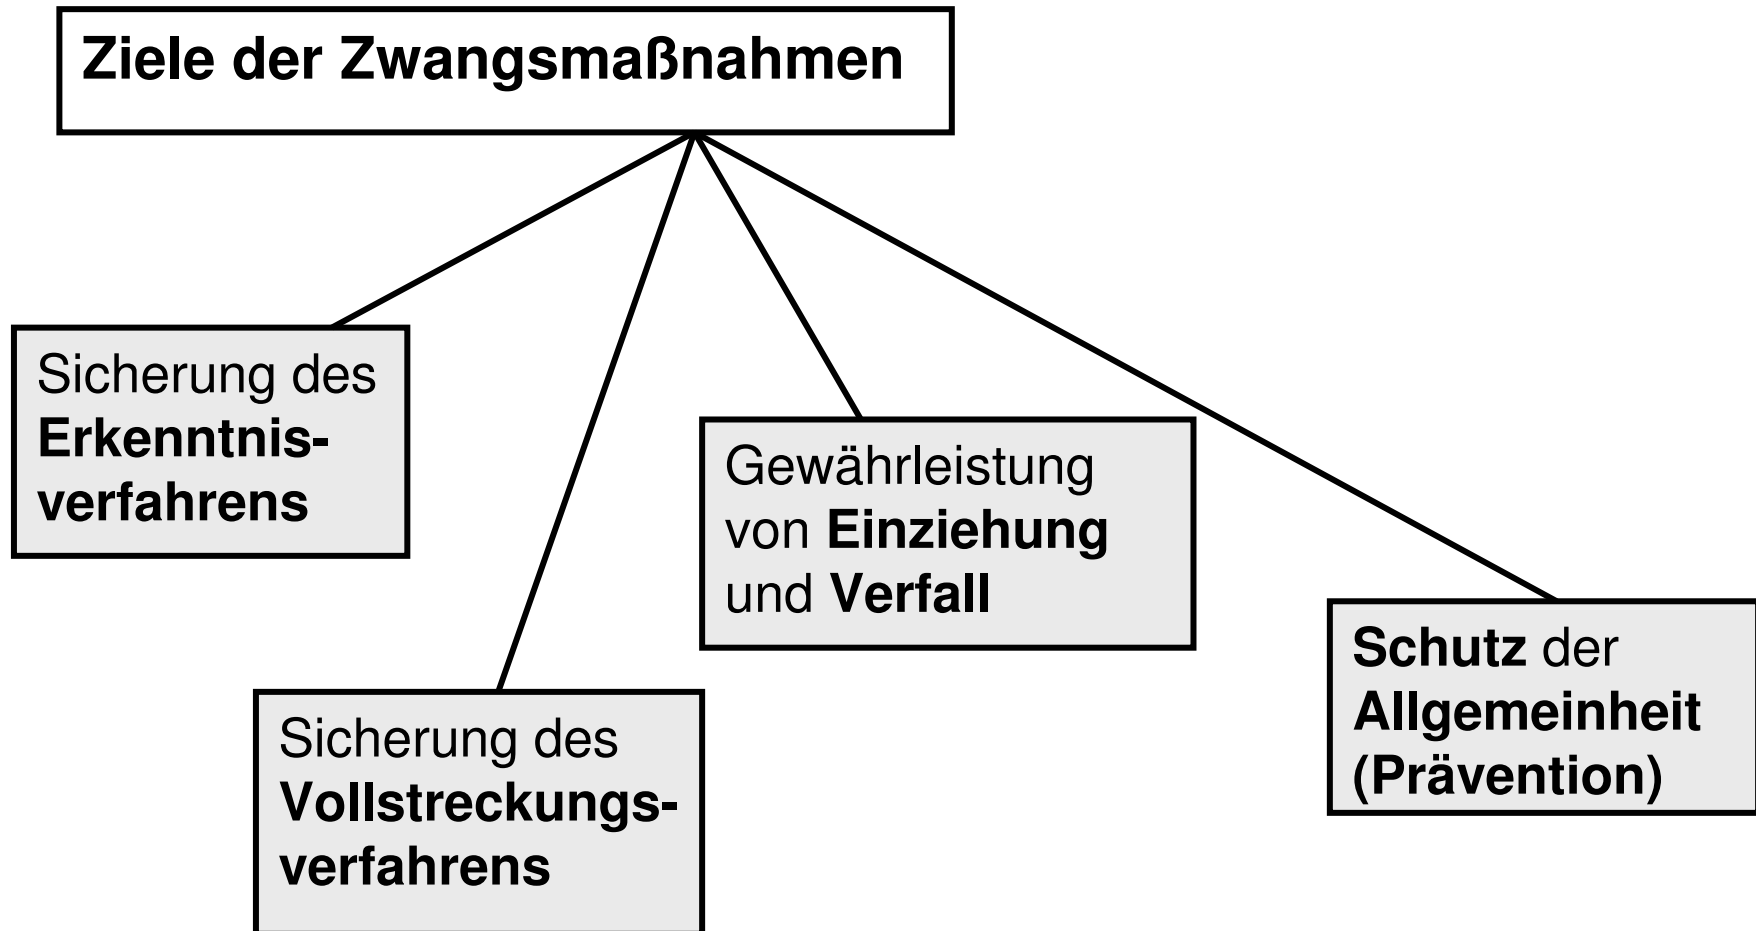 Ziele der Zwangsmaßnahmen
Sicherung des
Erkenntnis-
verfahrens
Sicherung des
Vollstreckungs-
verfahrens
Gewährleistung
von Einziehung
und Verfall
Schutz der
Allgemeinheit
(Prävention)